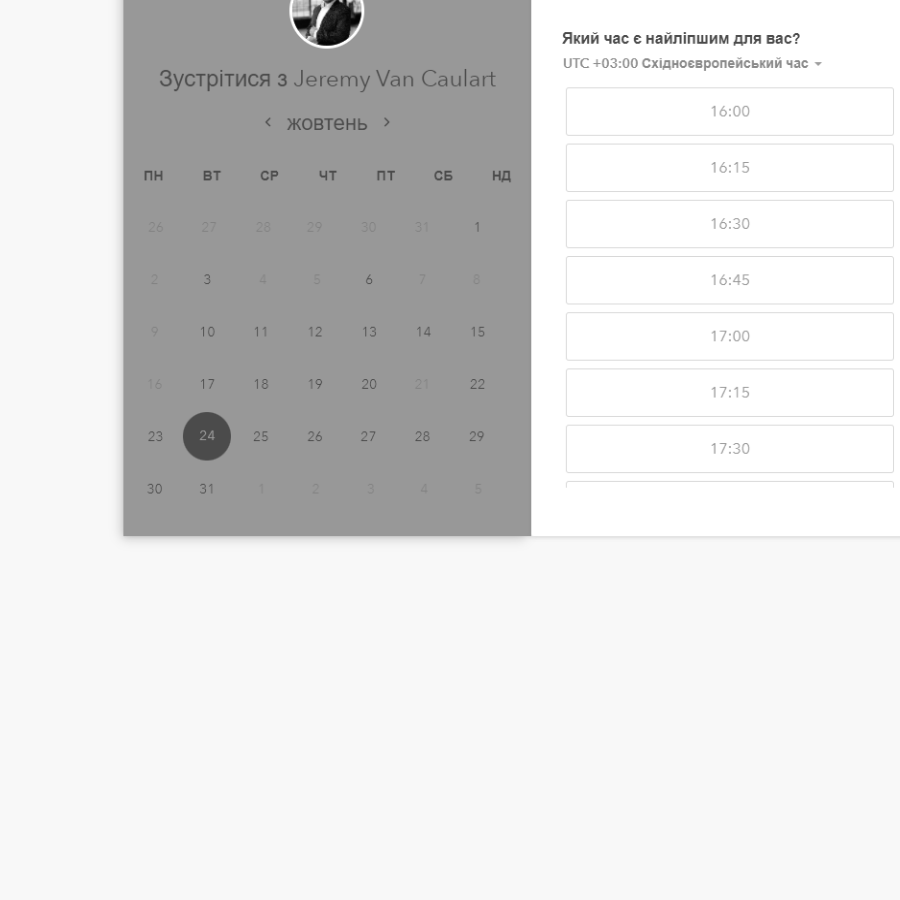 Зустрітися з Jeremy Van Caulart
жовтень
ПН ВТ СР ЧТ ПТ СБ НД
26 27 28 29 30 31 1
2 3 4 5 6 7 8
9 10 11 12 13 14 15
16 17 18 19 20 21 22
23 24 25 26 27 28 29
30 31 1 2 3 4 5
Який час є найліпшим для вас?
UTC +03:00 Східноєвропейський час
16:00
16:15
16:30
16:45
17:00
17:15
17:30